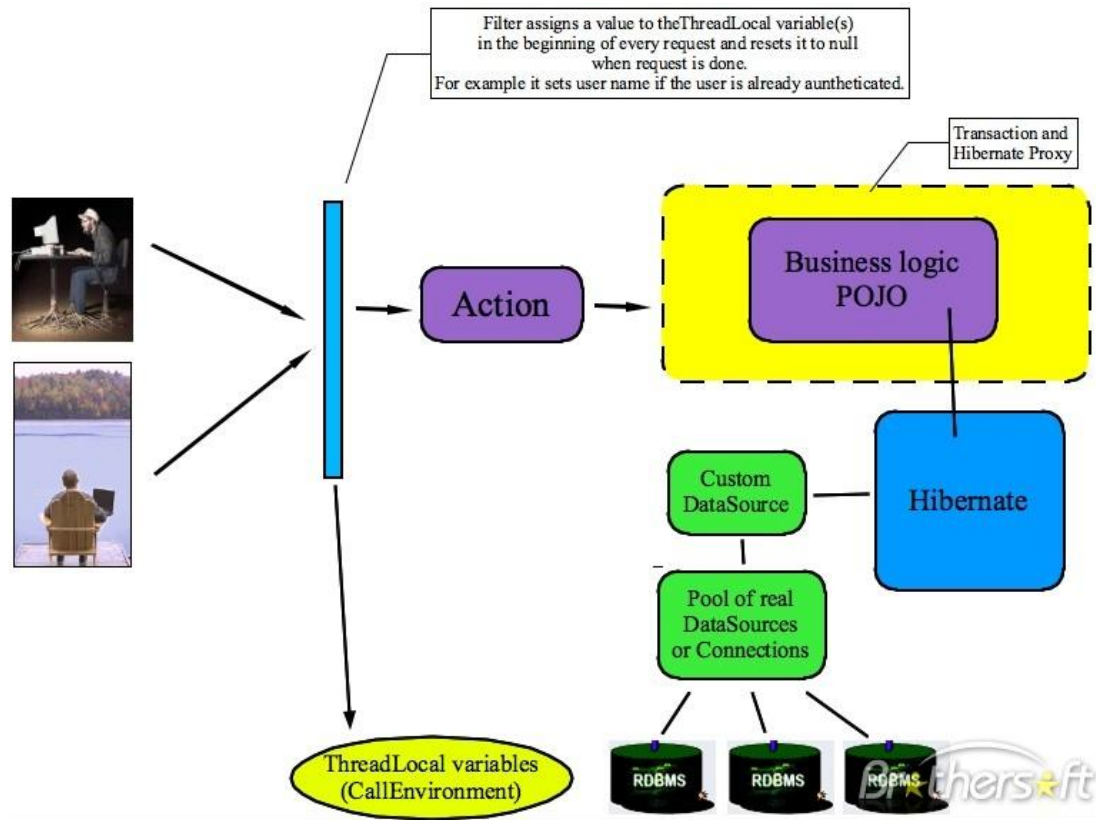 Filter assigns a value to theThreadLocal variable(s)
in the beginning of every request and resets it to null
when request is done.
For example it sets user name if the user is already auntheticated.
Transaction and
Hibernate Proxy
Business logic
POJO
Action
Custom
DataSource
Hibernate
Pool of real
DataSources
or Connections
ThreadLocal variables
(CallEnvironment)
RDBMS
RDBMS
RDBMS
Brothersoft